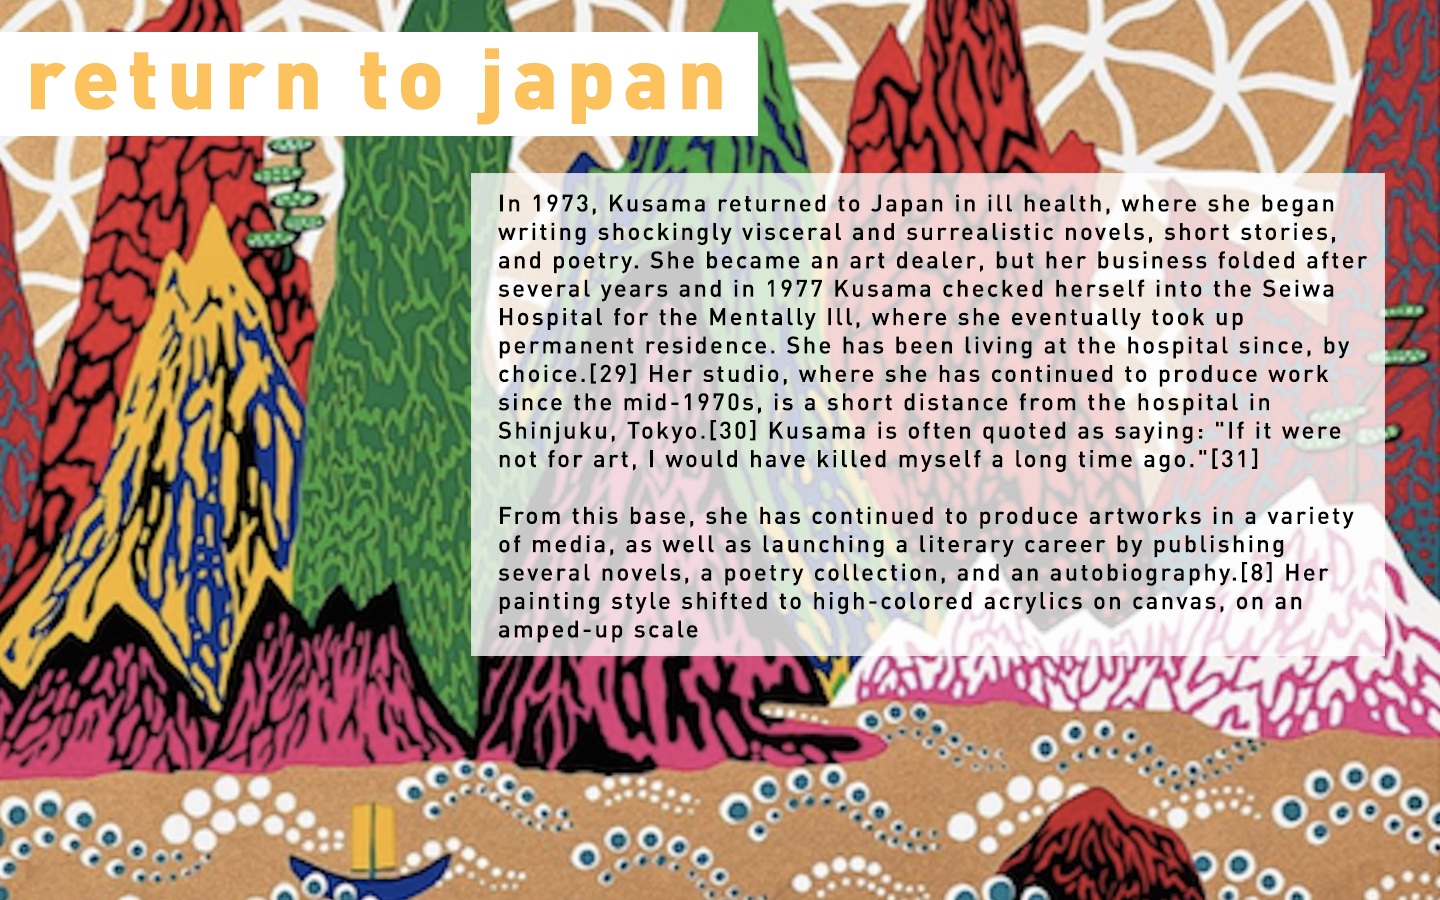 return to japan
In 1973, Kusama returned to Japan in ill health, where she began
writing shockingly visceral and surrealistic novels, short stories,
and poetry. She became an art dealer, but her business folded after
several years and in 1977 Kusama checked herself into the Seiwa
Hospital for the Mentally Ill, where she eventually took up
permanent residence. She has been living at the hospital since, by
choice.[29] Her studio, where she has continued to produce work
since the mid-1970s, is a short distance from the hospital in
Shinjuku, Tokyo.[30] Kusama is often quoted as saying: "If it were
not for art, I would have killed myself a long time ago."[31]
From this base, she has continued to produce artworks in a variety
of media, as well as launching a literary career by publishing
several novels, a poetry collection, and an autobiography.[8] Her
painting style shifted to high-colored acrylics on canvas, on an
amped-up scale